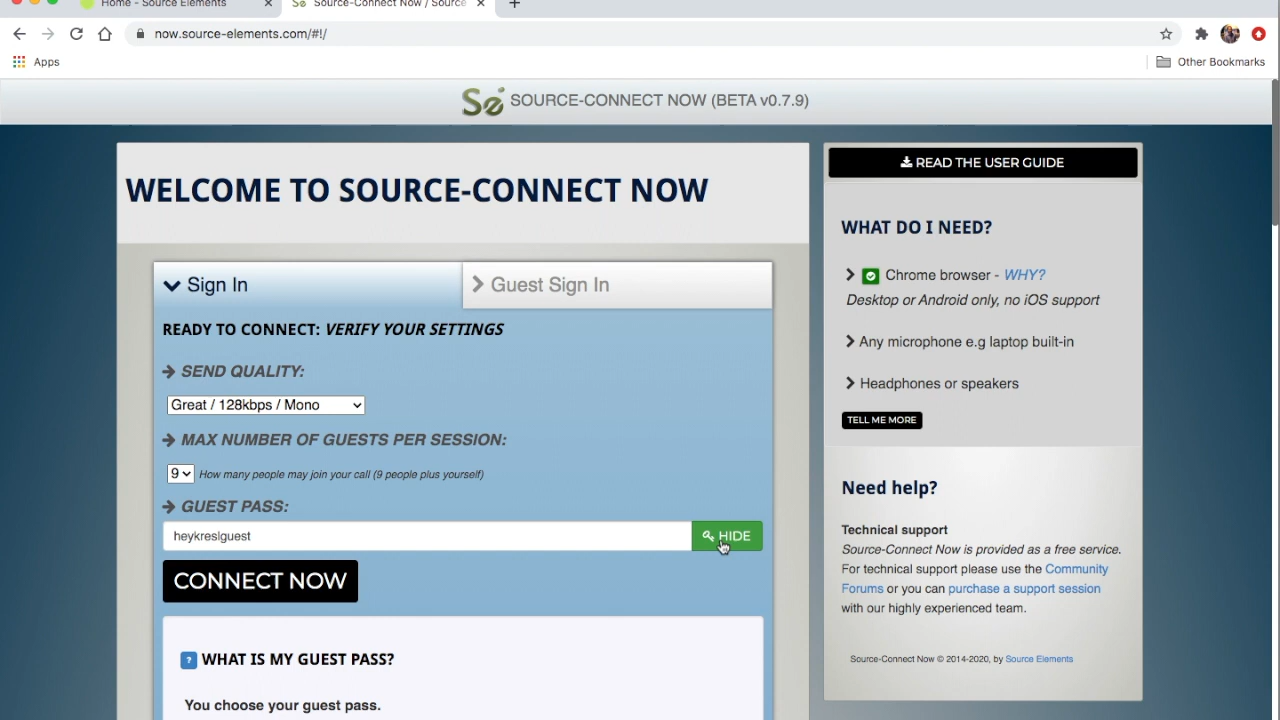 Home - Source Elements
Source-Connect Now / Source
now.source-elements.com/#!/
Apps
Other Bookmarks
Se SOURCE-CONNECT NOW (BETA v0.7.9)
WELCOME TO SOURCE-CONNECT NOW
Sign In
Guest Sign In
READY TO CONNECT: VERIFY YOUR SETTINGS
SEND QUALITY:
Great / 128kbps / Mono
MAX NUMBER OF GUESTS PER SESSION:
9 How many people may join your call (9 people plus yourself)
GUEST PASS:
heykreslguest
HIDE
CONNECT NOW
? WHAT IS MY GUEST PASS?
You choose your guest pass.
READ THE USER GUIDE
WHAT DO I NEED?
Chrome browser - WHY?
Desktop or Android only, no iOS support
Any microphone e.g laptop built-in
Headphones or speakers
TELL ME MORE
Need help?
Technical support
Source-Connect Now is provided as a free service.
For technical support please use the Community
Forums or you can purchase a support session
with our highly experienced team.
Source-Connect Now © 2014-2020, by Source Elements